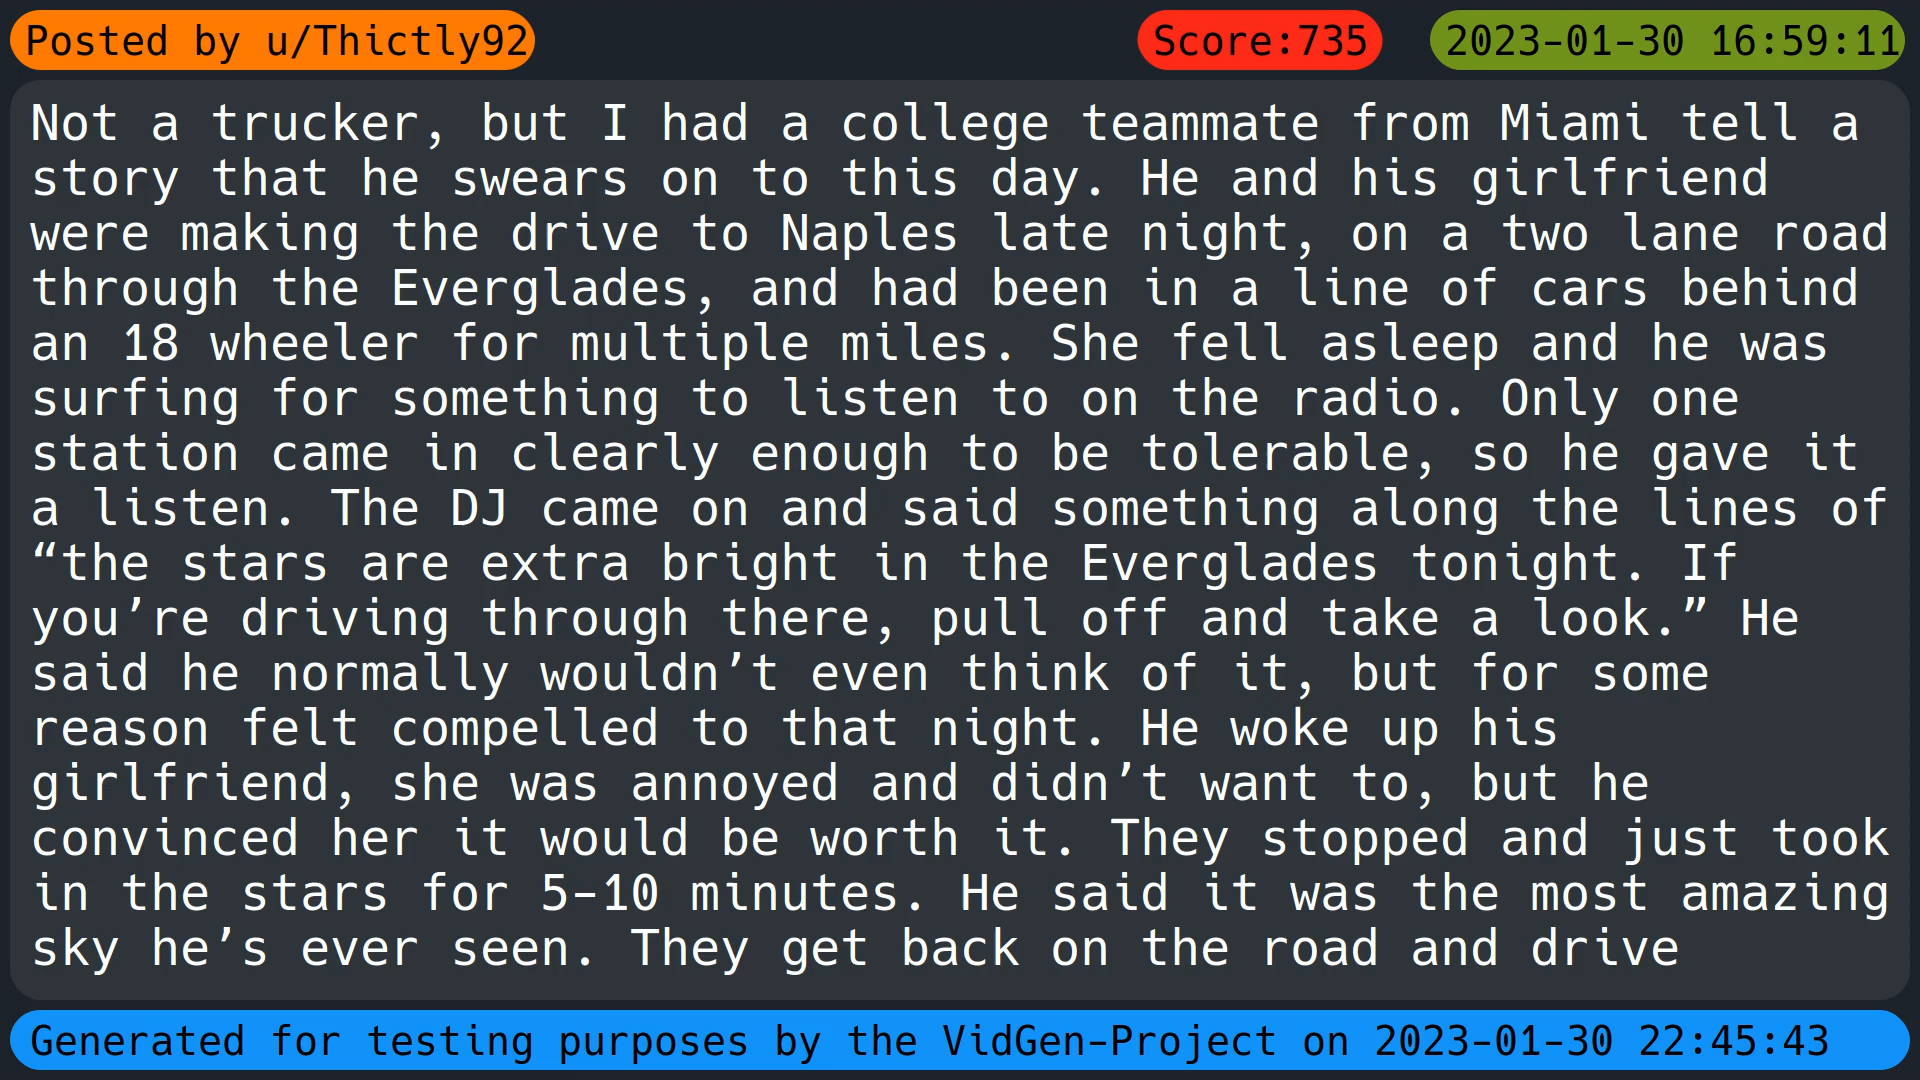 Posted by u/Thictly92
Score:735
2023-01-30 16:59:11
Not a trucker, but I had a college teammate from Miami tell a
story that he swears on to this day. He and his girlfriend
were making the drive to Naples late night, on a two lane road
through the Everglades, and had been in a line of cars behind
an 18 wheeler for multiple miles. She fell asleep and he was
surfing for something to listen to on the radio. Only one
station came in clearly enough to be tolerable, so he gave it
a listen. The DJ came on and said something along the lines of
“the stars are extra bright in the Everglades tonight. If
you’re driving through there, pull off and take a look.” He
said he normally wouldn’t even think of it, but for some
reason felt compelled to that night. He woke up his
girlfriend, she was annoyed and didn’t want to, but he
convinced her it would be worth it. They stopped and just took
in the stars for 5-10 minutes. He said it was the most amazing
sky he’s ever seen. They get back on the road and drive
Generated for testing purposes by the VidGen-Project on 2023-01-30 22:45:43